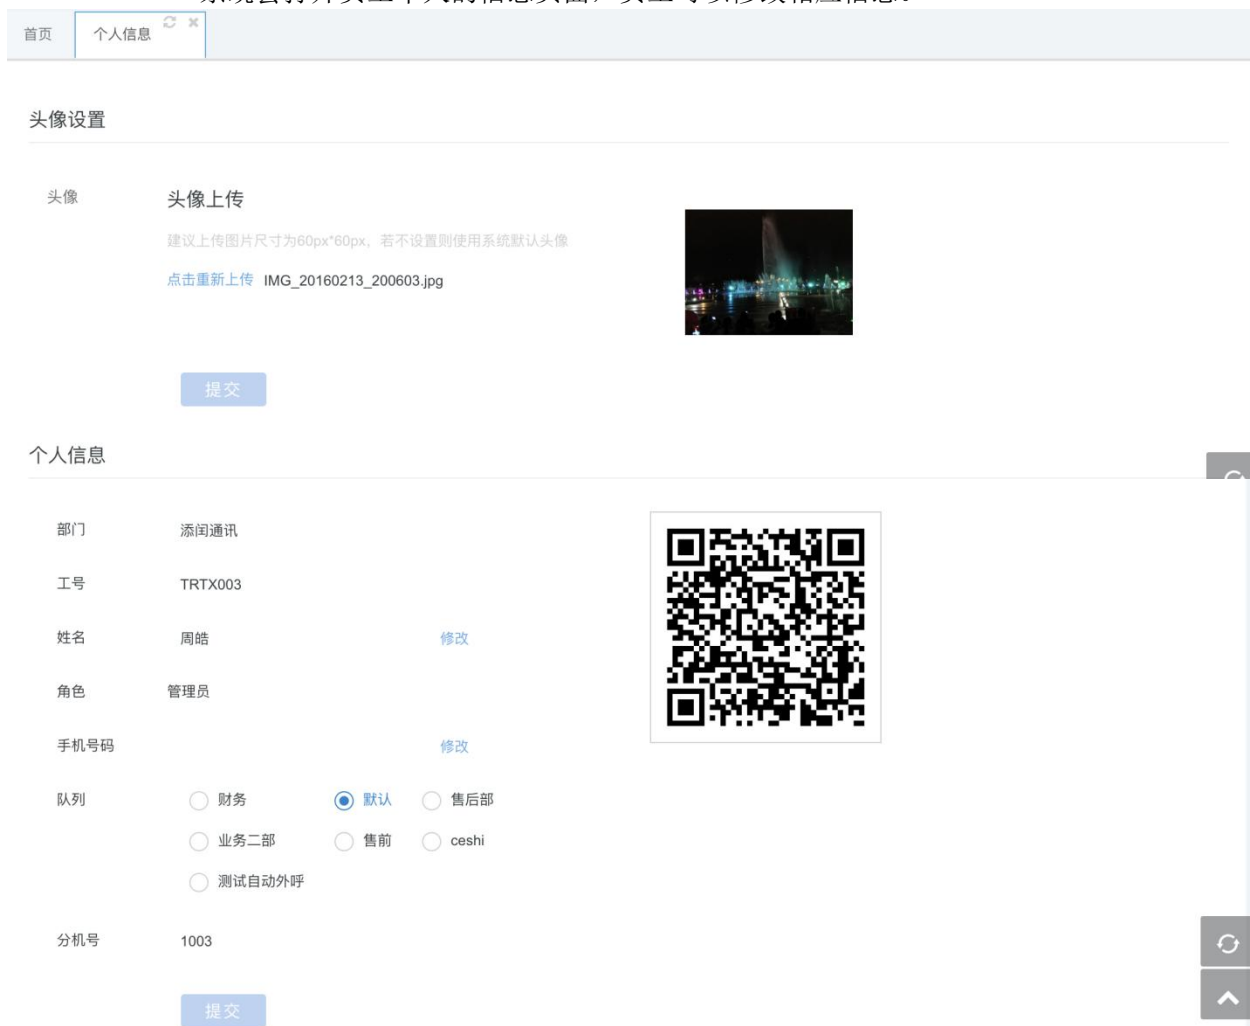 首页 个人信息
头像设置
头像 头像上传
建议上传图片尺寸为60px*60px，若不设置则使用系统默认头像
点击重新上传 IMG_20160213_200603.jpg
提交
个人信息
部门 添闰通讯
工号 TRTX003
姓名 周皓 修改
角色 管理员
手机号码 修改
队列 财务 默认 售后部
业务二部 售前 ceshi
测试自动外呼
分机号 1003
提交